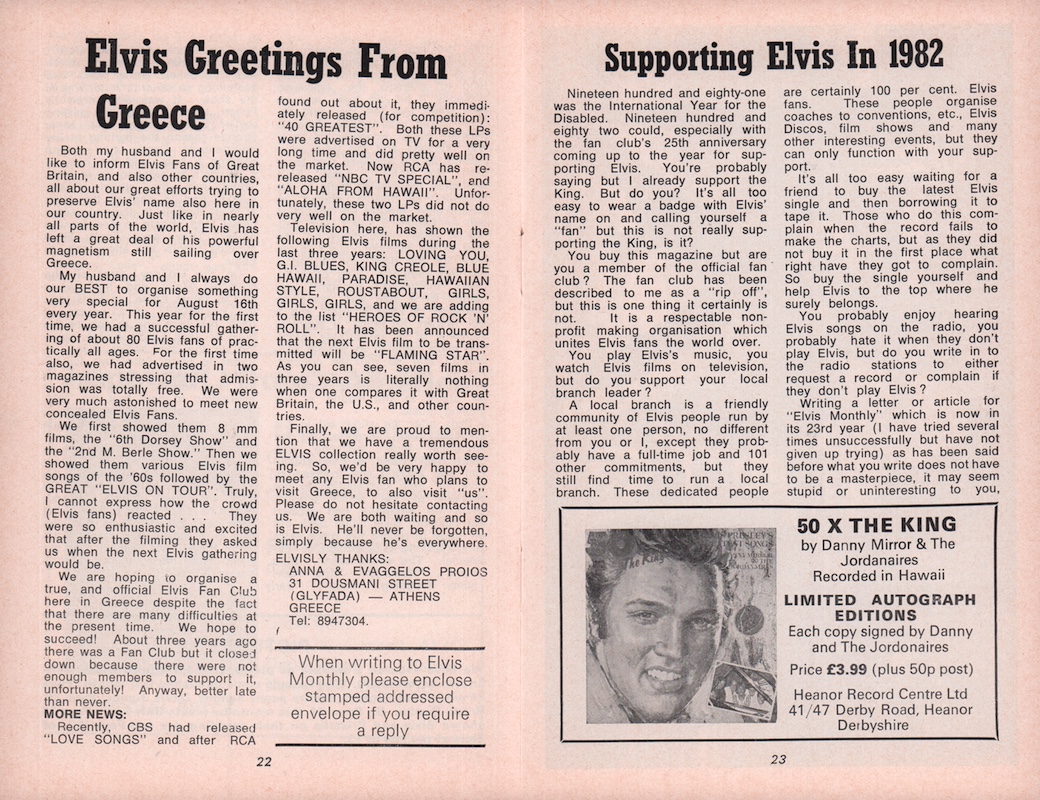 Elvis Greetings From
Greece
Both my husband and I would
like to inform Elvis Fans of Great
Britain, and also other countries,
all about our great efforts trying to
preserve Elvis' name also here in
our country. Just like in nearly
all parts of the world, Elvis has
left a great deal of his powerful
magnetism still sailing over
Greece.
My husband and I always do
our BEST to organise something
very special for August 16th
every year. This year for the first
time, we had a successful gather-
ing of about 80 Elvis fans of prac-
tically all ages. For the first time
also, we had advertised in two
magazines stressing that admis-
sion was totally free. We were
very much astonished to meet new
concealed Elvis Fans.
We first showed them 8 mm
films, the "6th Dorsey Show" and
the "2nd M. Berle Show." Then we
showed them various Elvis film
songs of the '60s followed by the
GREAT "ELVIS ON TOUR". Truly,
I cannot express how the crowd
(Elvis fans) reacted . . . They
were so enthusiastic and excited
that after the filming they asked
us when the next Elvis gathering
would be.
We are hoping to organise a
true, and official Elvis Fan Club
here in Greece despite the fact
that there are many difficulties at
the present time. We hope to
succeed! About three years ago
there was a Fan Club but it closed
down because there were not
enough members to support it,
unfortunately! Anyway, better late
than never.
MORE NEWS:
Recently, CBS had released
"LOVE SONGS" and after RCA
found out about it, they immedi-
ately released (for competition):
"40 GREATEST". Both these LPs
were advertised on TV for a very
long time and did pretty well on
the market. Now RCA has re-
released "NBC TV SPECIAL", and
"ALOHA FROM HAWAII". Unfor-
tunately, these two LPs did not do
very well on the market.
Television here, has shown the
following Elvis films during the
last three years: LOVING YOU,
G.I. BLUES, KING CREOLE, BLUE
HAWAII, PARADISE, HAWAIIAN
STYLE, ROUSTABOUT, GIRLS,
GIRLS, GIRLS, and we are adding
to the list "HEROES OF ROCK 'N'
ROLL". It has been announced
that the next Elvis film to be trans-
mitted will be "FLAMING STAR".
As you can see, seven films in
three years is literally nothing
when one compares it with Great
Britain, the U.S., and other coun-
tries.
Finally, we are proud to men-
tion that we have a tremendous
ELVIS collection really worth see-
ing. So, we'd be very happy to
meet any Elvis fan who plans to
visit Greece, to also visit "us".
Please do not hesitate contacting
us. We are both waiting and so
is Elvis. He'll never be forgotten,
simply because he's everywhere.
ELVISLY THANKS:
ANNA & EVAGGELOS PROIOS
31 DOUSMANI STREET
(GLYFADA) — ATHENS
GREECE
Tel: 8947304.
When writing to Elvis
Monthly please enclose
stamped addressed
envelope if you require
a reply
22
Supporting Elvis In 1982
Nineteen hundred and eighty-one
was the International Year for the
Disabled. Nineteen hundred and
eighty two could, especially with
the fan club's 25th anniversary
coming up to the year for sup-
porting Elvis. You're probably
saying but I already support the
King. But do you? It's all too
easy to wear a badge with Elvis'
name on and calling yourself a
"fan" but this is not really sup-
porting the King, is it?
You buy this magazine but are
you a member of the official fan
club? The fan club has been
described to me as a "rip off",
but this is one thing it certainly is
not. It is a respectable non-
profit making organisation which
unites Elvis fans the world over.
You play Elvis's music, you
watch Elvis films on television,
but do you support your local
branch leader?
A local branch is a friendly
community of Elvis people run by
at least one person, no different
from you or I, except they prob-
ably have a full-time job and 101
other commitments, but they
still find time to run a local
branch. These dedicated people
are certainly 100 per cent. Elvis
fans. These people organise
coaches to conventions, etc., Elvis
Discos, film shows and many
other interesting events, but they
can only function with your sup-
port.
It's all too easy waiting for a
friend to buy the latest Elvis
single and then borrowing it to
tape it. Those who do this com-
plain when the record fails to
make the charts, but as they did
not buy it in the first place what
right have they got to complain.
So buy the single yourself and
help Elvis to the top where he
surely belongs.
You probably enjoy hearing
Elvis songs on the radio, you
probably hate it when they don't
play Elvis, but do you write in to
the radio stations to either
request a record or complain if
they don't play Elvis?
Writing a letter or article for
"Elvis Monthly" which is now in
its 23rd year (I have tried several
times unsuccessfully but have not
given up trying) as has been said
before what you write does not have
to be a masterpiece, it may seem
stupid or uninteresting to you,
50 X THE KING
by Danny Mirror & The
Jordanaires
Recorded in Hawaii
LIMITED AUTOGRAPH
EDITIONS
Each copy signed by Danny
and The Jordonaires
Price £3.99 (plus 50p post)
Heanor Record Centre Ltd
41/47 Derby Road, Heanor
Derbyshire
23